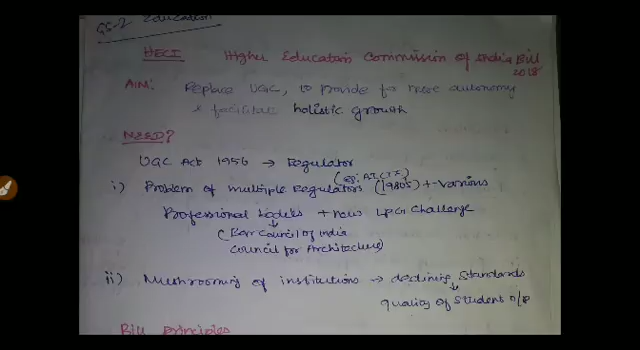 GS-2 Education
HECI Higher Education Commission of India Bill
2018
AIM: Replace UGC, to provide for more autonomy
& facilitate holistic growth
NEED?
UGC Act 1956 → Regulator
(eg: AICTE)
i) Problem of multiple Regulators (1980s) + Various
Professional bodies + new LPG challenge
↓
( Bar Council of India
Council for Architecture)
ii) Mushrooming of institutions → declining Standards
↓
quality of Student o/p
Bill Principles